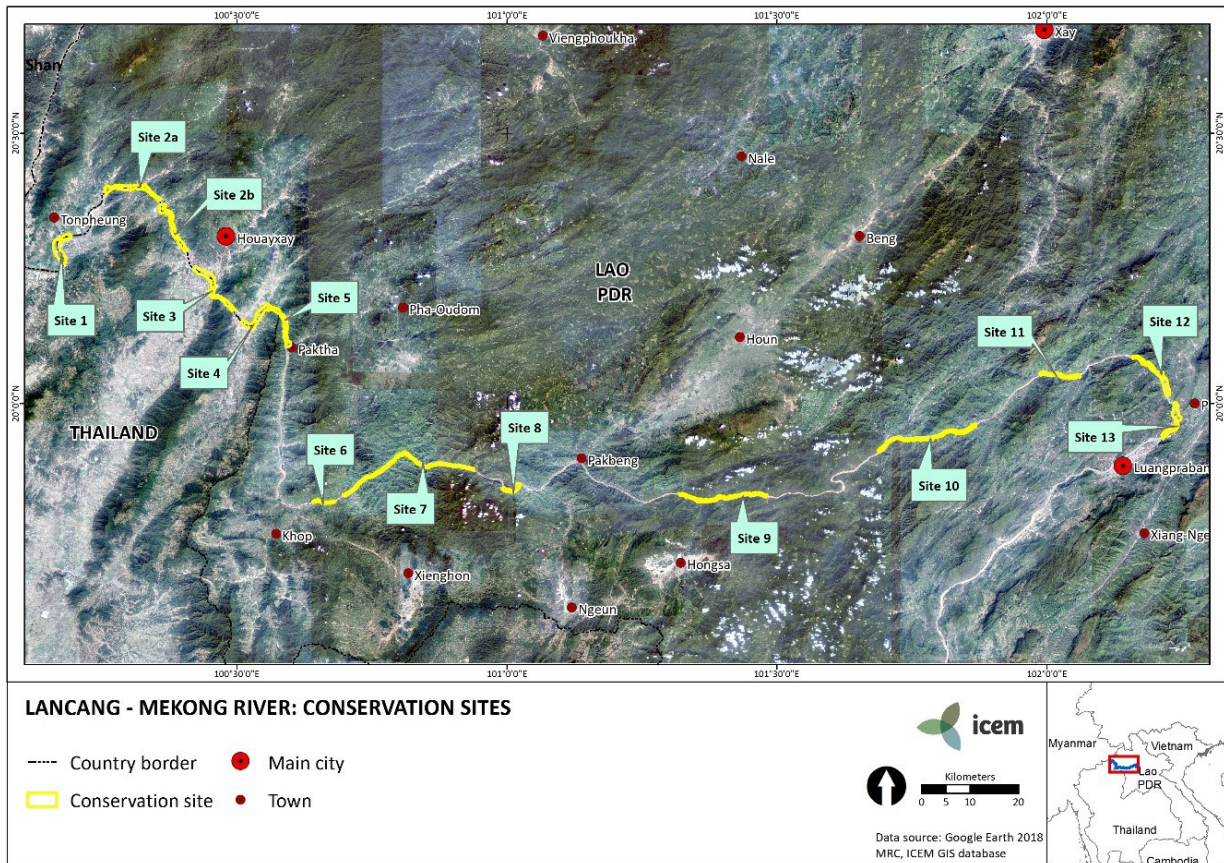 100°30'0"E
101°0'0"E
101°30'0"E
102°0'0"E
Viengphoukha
Xay
Shan
20°30'0"N
20°30'0"N
Site 2a
Nale
Site 2b
Tonpheung
Houayxay
Beng
LAO
PDR
Site 1
Site 3
Site 5
Pha-Oudom
Site 4
Paktha
Houn
Site 11
Site 12
20°0'0"N
20°0'0"N
THAILAND
Site 6
Site 8
Site 13
Pakbeng
Luangpraban
Site 7
Site 10
Site 9
Khop
Xiang-Nge
Xienghon
Hongsa
Ngeun
100°30'0"E
101°0'0"E
101°30'0"E
102°0'0"E
LANCANG - MEKONG RIVER: CONSERVATION SITES
Country border
Main city
Conservation site
Town
icem
Kilometers
0 5 10 20
Data source: Google Earth 2018
MRC, ICEM GIS database
Myanmar
Vietnam
Lao
PDR
Thailand
Cambodia